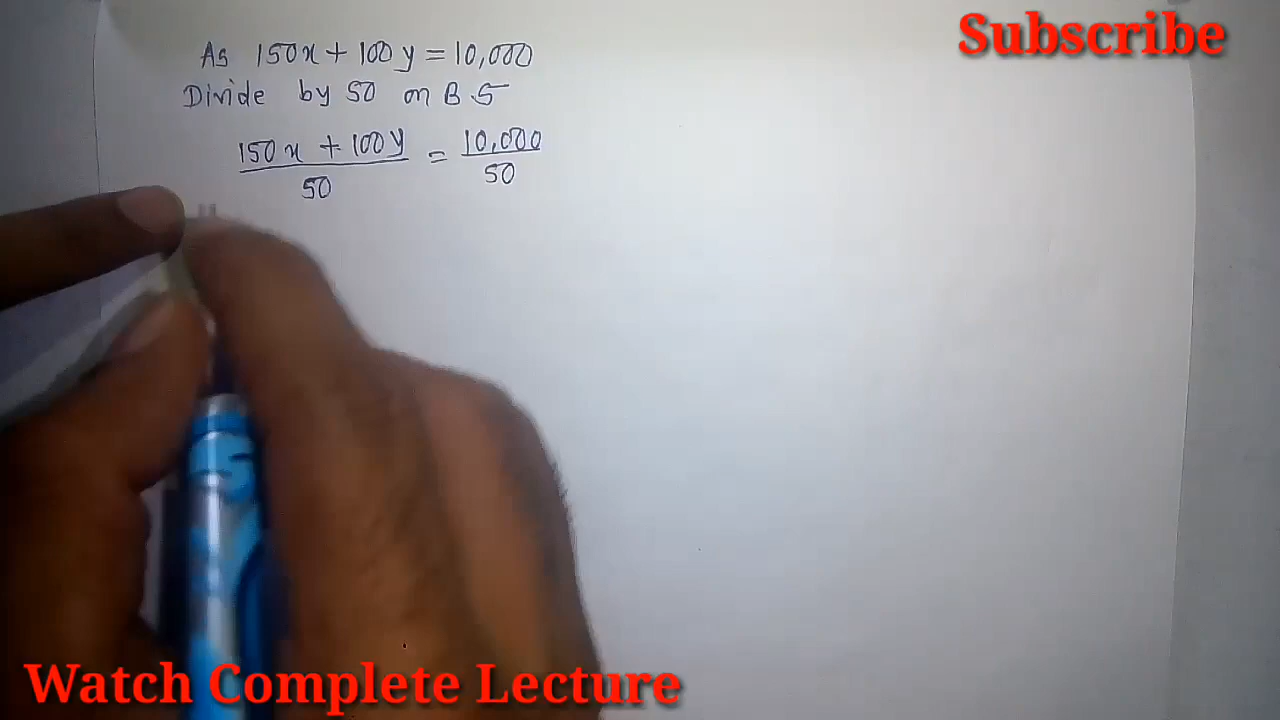 Subscribe
As 150x + 100y = 10,000
Divide by 50 on B.S
150x + 100y / 50 = 10,000 / 50
Watch Complete Lecture